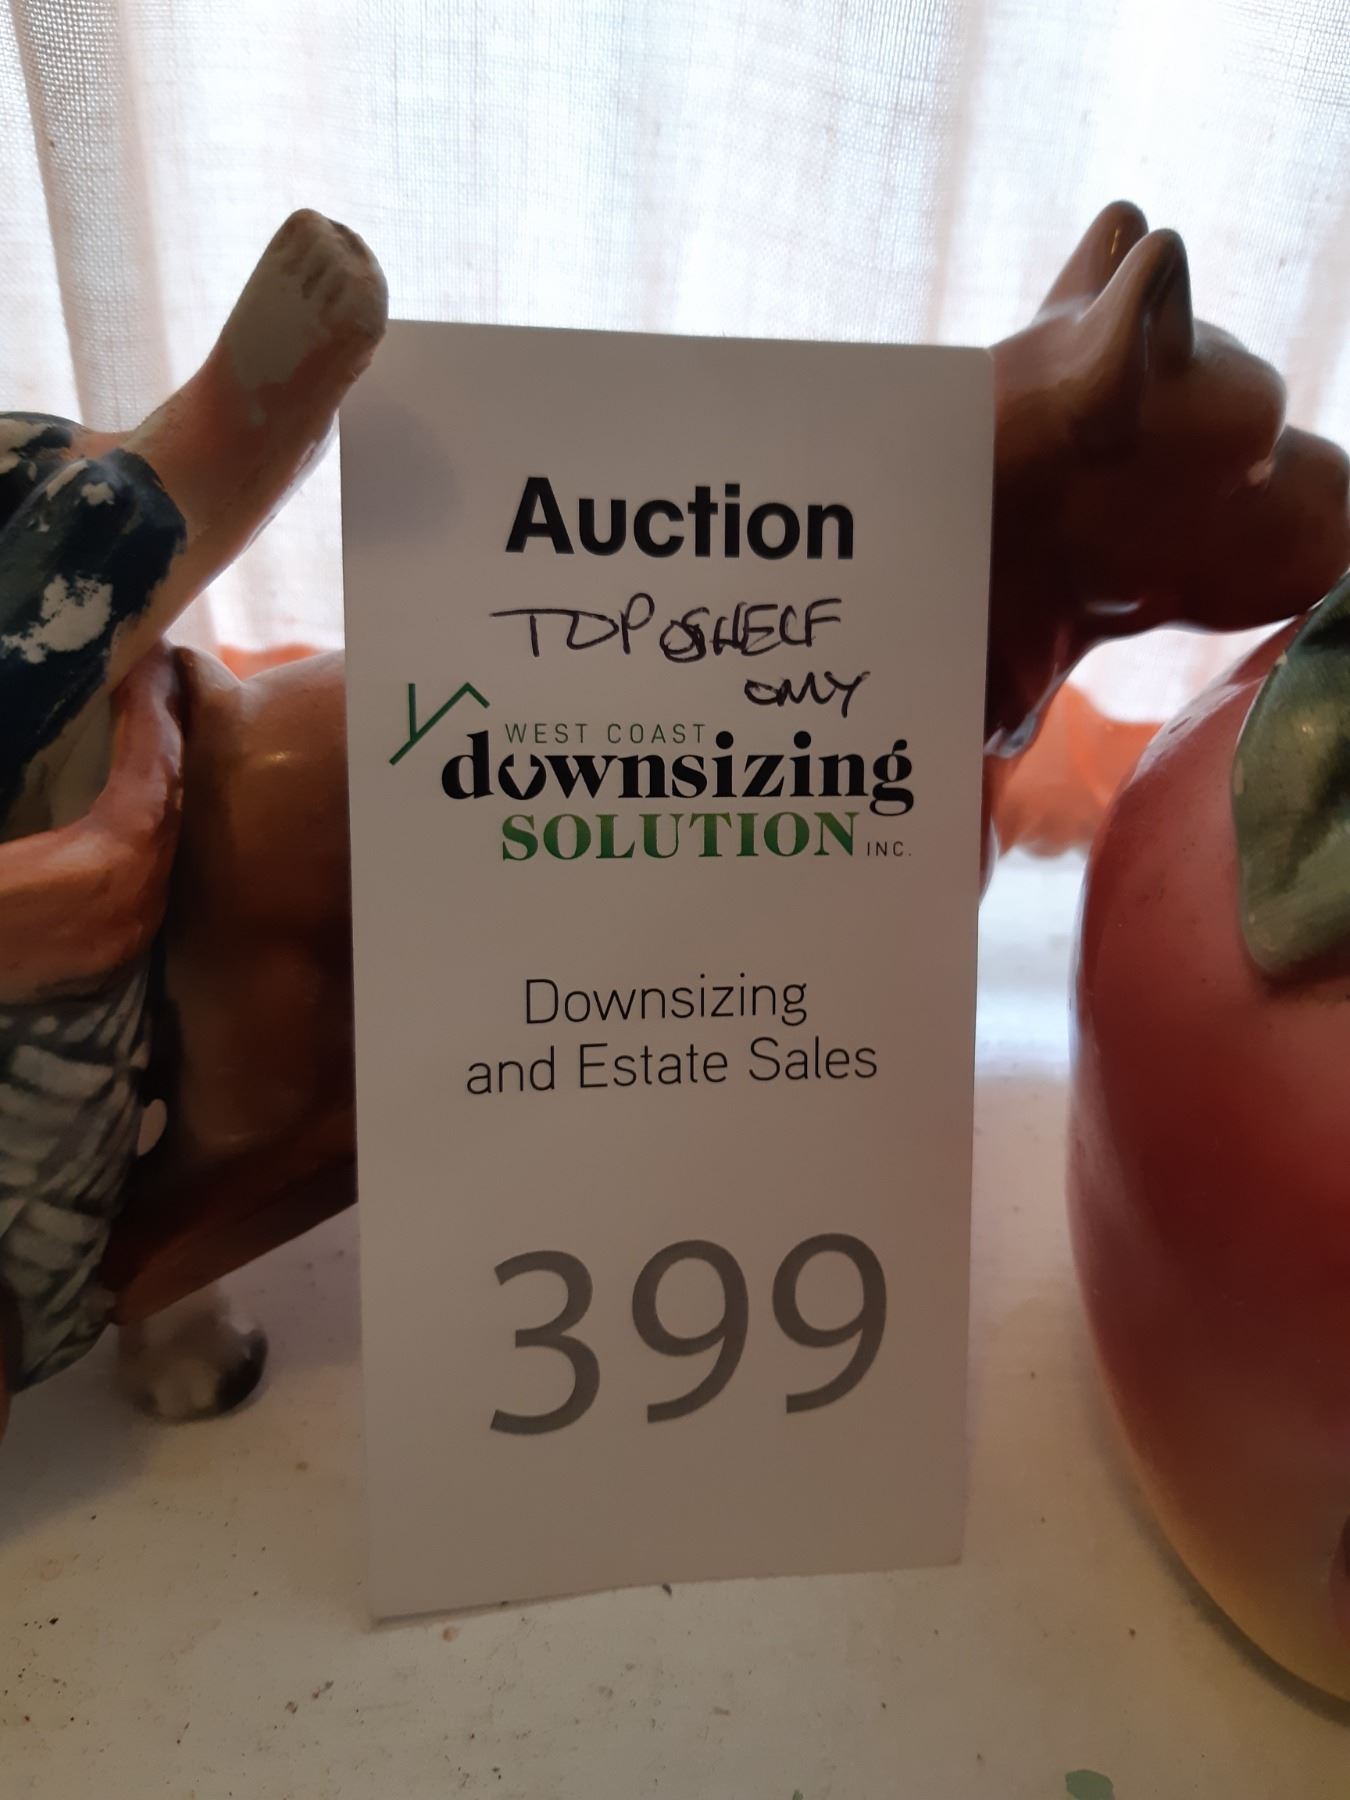 Auction
TOP SHELF
ONLY
WEST COAST
downsizing
SOLUTION INC.
Downsizing
and Estate Sales
399